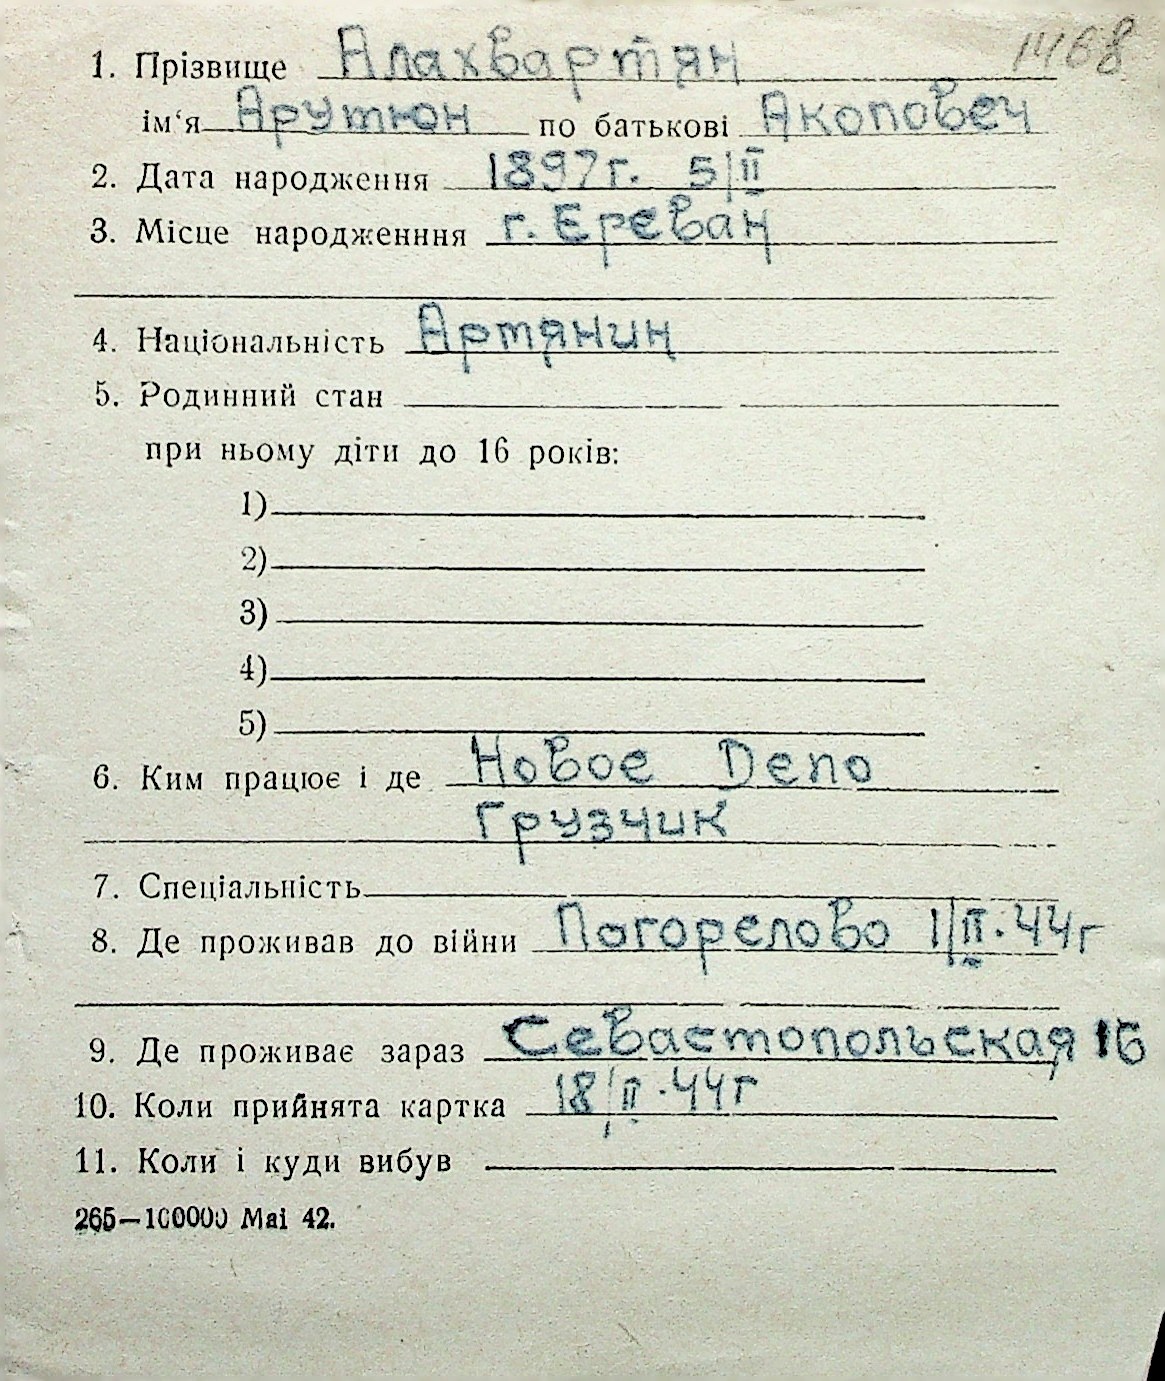 1468
1. Прізвище Алахвартян
ім‘я Арутюн по батькові Акоповеч
2. Дата народження 1897г. 5/II
3. Місце народженння г. Ереван
4. Національність Артянин
5. Родинний стан
при ньому діти до 16 років:
1)
2)
3)
4)
5)
6. Ким працює і де Новое Депо
Грузчик
7. Спеціальність
8. Де проживав до війни Погорелово 1/II.44г
9. Де проживає зараз Севастопольская 16
10. Коли прийнята картка 18/II.44г
11. Коли і куди вибув
265—100000 Mai 42.